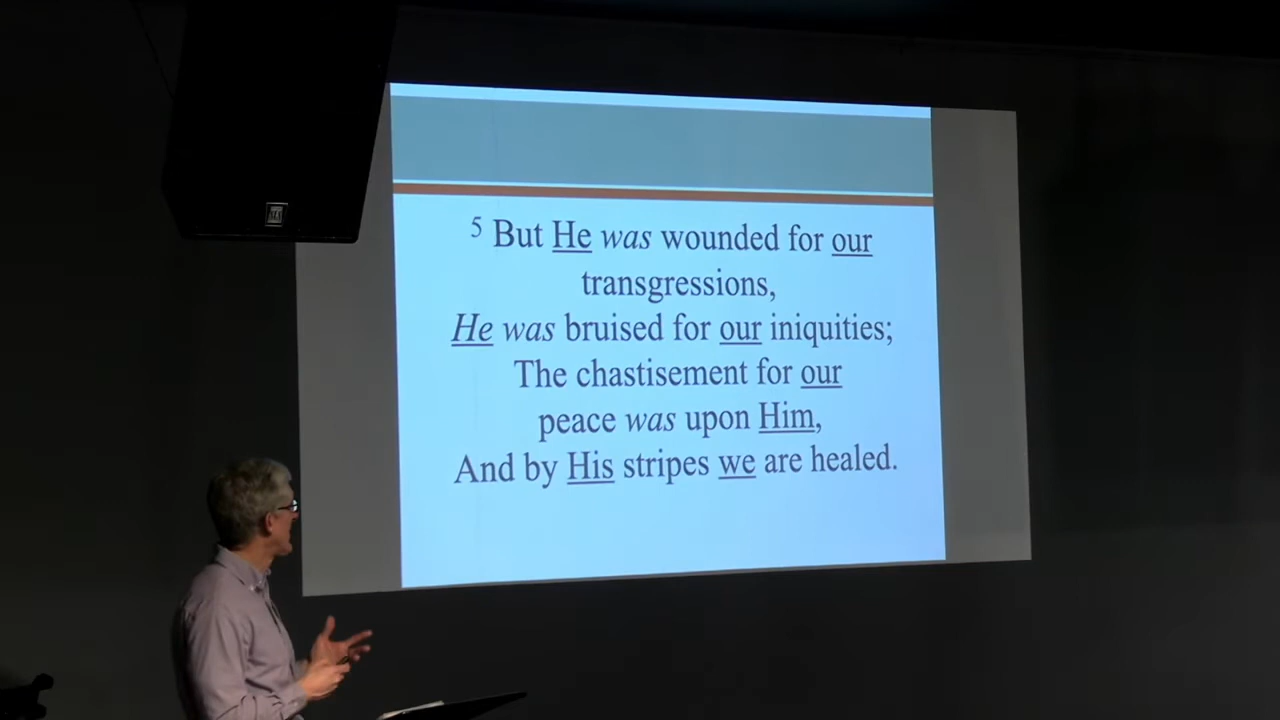 5 But He was wounded for our
transgressions,
He was bruised for our iniquities;
The chastisement for our
peace was upon Him,
And by His stripes we are healed.